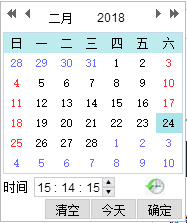 二月 2018
日 一 二 三 四 五 六
28 29 30 31 1 2 3
4 5 6 7 8 9 10
11 12 13 14 15 16 17
18 19 20 21 22 23 24
25 26 27 28 1 2 3
4 5 6 7 8 9 10
时间 15 : 14 : 15
清空 今天 确定